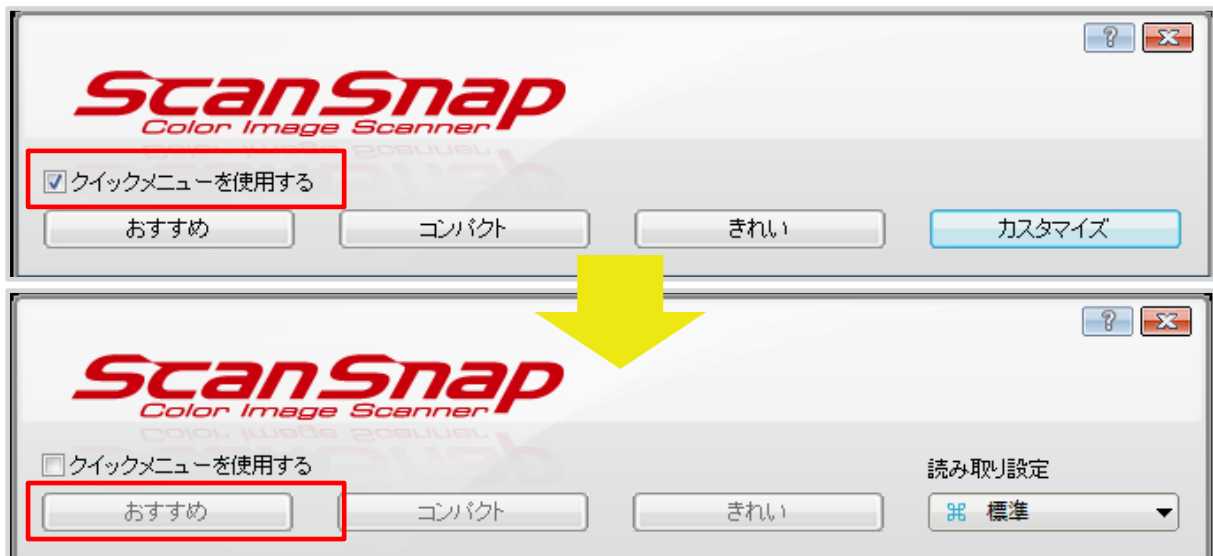 ?
ScanSnap
Color Image Scanner
クイックメニューを使用する
おすすめ コンパクト きれい カスタマイズ
?
ScanSnap
Color Image Scanner
クイックメニューを使用する
読み取り設定
おすすめ コンパクト きれい ⌘ 標準